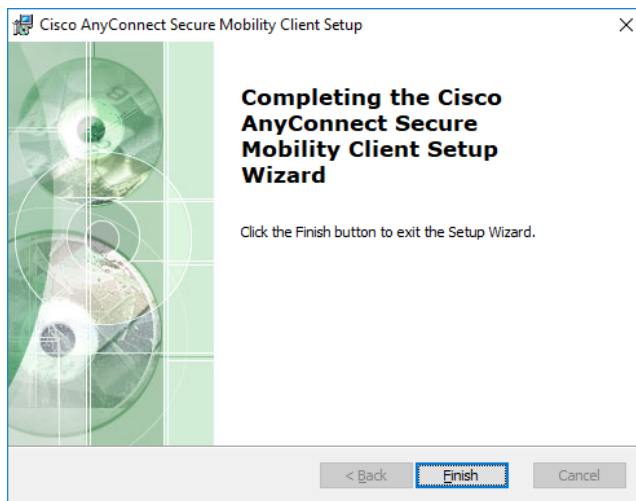 Cisco AnyConnect Secure Mobility Client Setup
Completing the Cisco
AnyConnect Secure
Mobility Client Setup
Wizard
Click the Finish button to exit the Setup Wizard.
< Back
Finish
Cancel